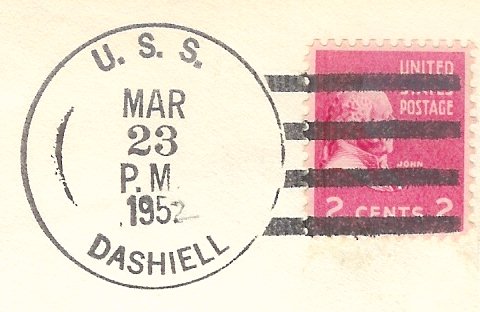 U. S. S.
MAR
23
P. M.
1952
DASHIELL
UNITED
STATES
POSTAGE
JOHN
2 CENTS 2